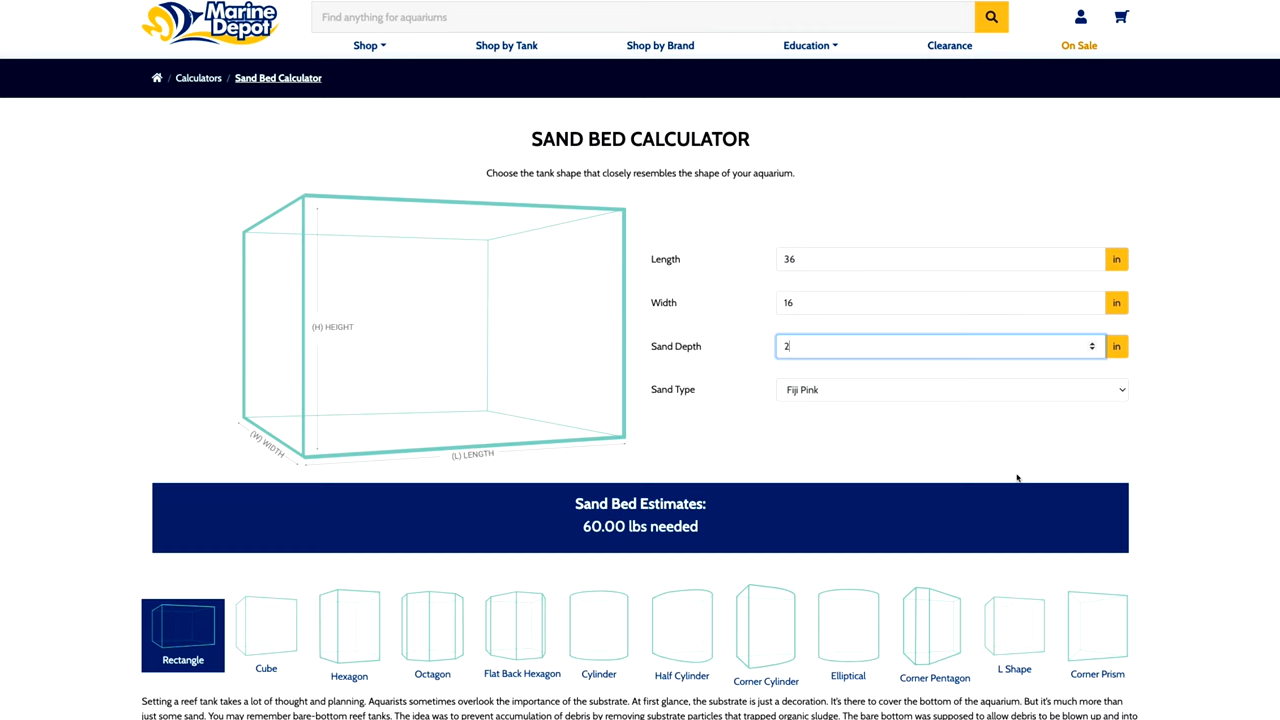 Marine
Depot
Find anything for aquariums
Shop
Shop by Tank
Shop by Brand
Education
Clearance
On Sale
/ Calculators / Sand Bed Calculator
SAND BED CALCULATOR
Choose the tank shape that closely resembles the shape of your aquarium.
(H) HEIGHT
(W) WIDTH
(L) LENGTH
Length 36 in
Width 16 in
Sand Depth 2 in
Sand Type Fiji Pink
Sand Bed Estimates:
60.00 lbs needed
Rectangle
Cube
Hexagon
Octagon
Flat Back Hexagon
Cylinder
Half Cylinder
Corner Cylinder
Elliptical
Corner Pentagon
L Shape
Corner Prism
Setting a reef tank takes a lot of thought and planning. Aquarists sometimes overlook the importance of the substrate. At first glance, the substrate is just a decoration. It's there to cover the bottom of the aquarium. But it's much more than
just some sand. You may remember bare-bottom reef tanks. The idea was to prevent accumulation of debris by removing substrate particles that trapped organic sludge. The bare bottom was supposed to allow debris to be blown up and into